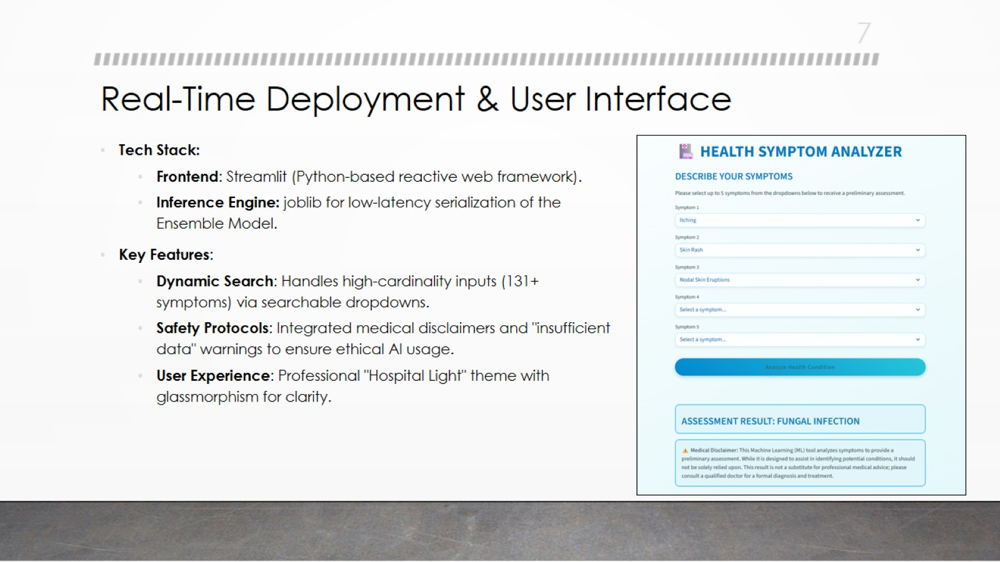 7
Real-Time Deployment & User Interface
Tech Stack:
Frontend: Streamlit (Python-based reactive web framework).
Inference Engine: joblib for low-latency serialization of the
Ensemble Model.
Key Features:
Dynamic Search: Handles high-cardinality inputs (131+
symptoms) via searchable dropdowns.
Safety Protocols: Integrated medical disclaimers and "insufficient
data" warnings to ensure ethical AI usage.
User Experience: Professional "Hospital Light" theme with
glassmorphism for clarity.
HEALTH SYMPTOM ANALYZER
DESCRIBE YOUR SYMPTOMS
Please select up to 5 symptoms from the dropdowns below to receive a preliminary assessment.
Symptom 1
Itching
Symptom 2
Skin Rash
Symptom 3
Nodal Skin Eruptions
Symptom 4
Select a symptom...
Symptom 5
Select a symptom...
Analyze Health Condition
ASSESSMENT RESULT: FUNGAL INFECTION
Medical Disclaimer: This Machine Learning (ML) tool analyzes symptoms to provide a
preliminary assessment. While it is designed to assist in identifying potential conditions, it should
not be solely relied upon. This result is not a substitute for professional medical advice; please
consult a qualified doctor for a formal diagnosis and treatment.